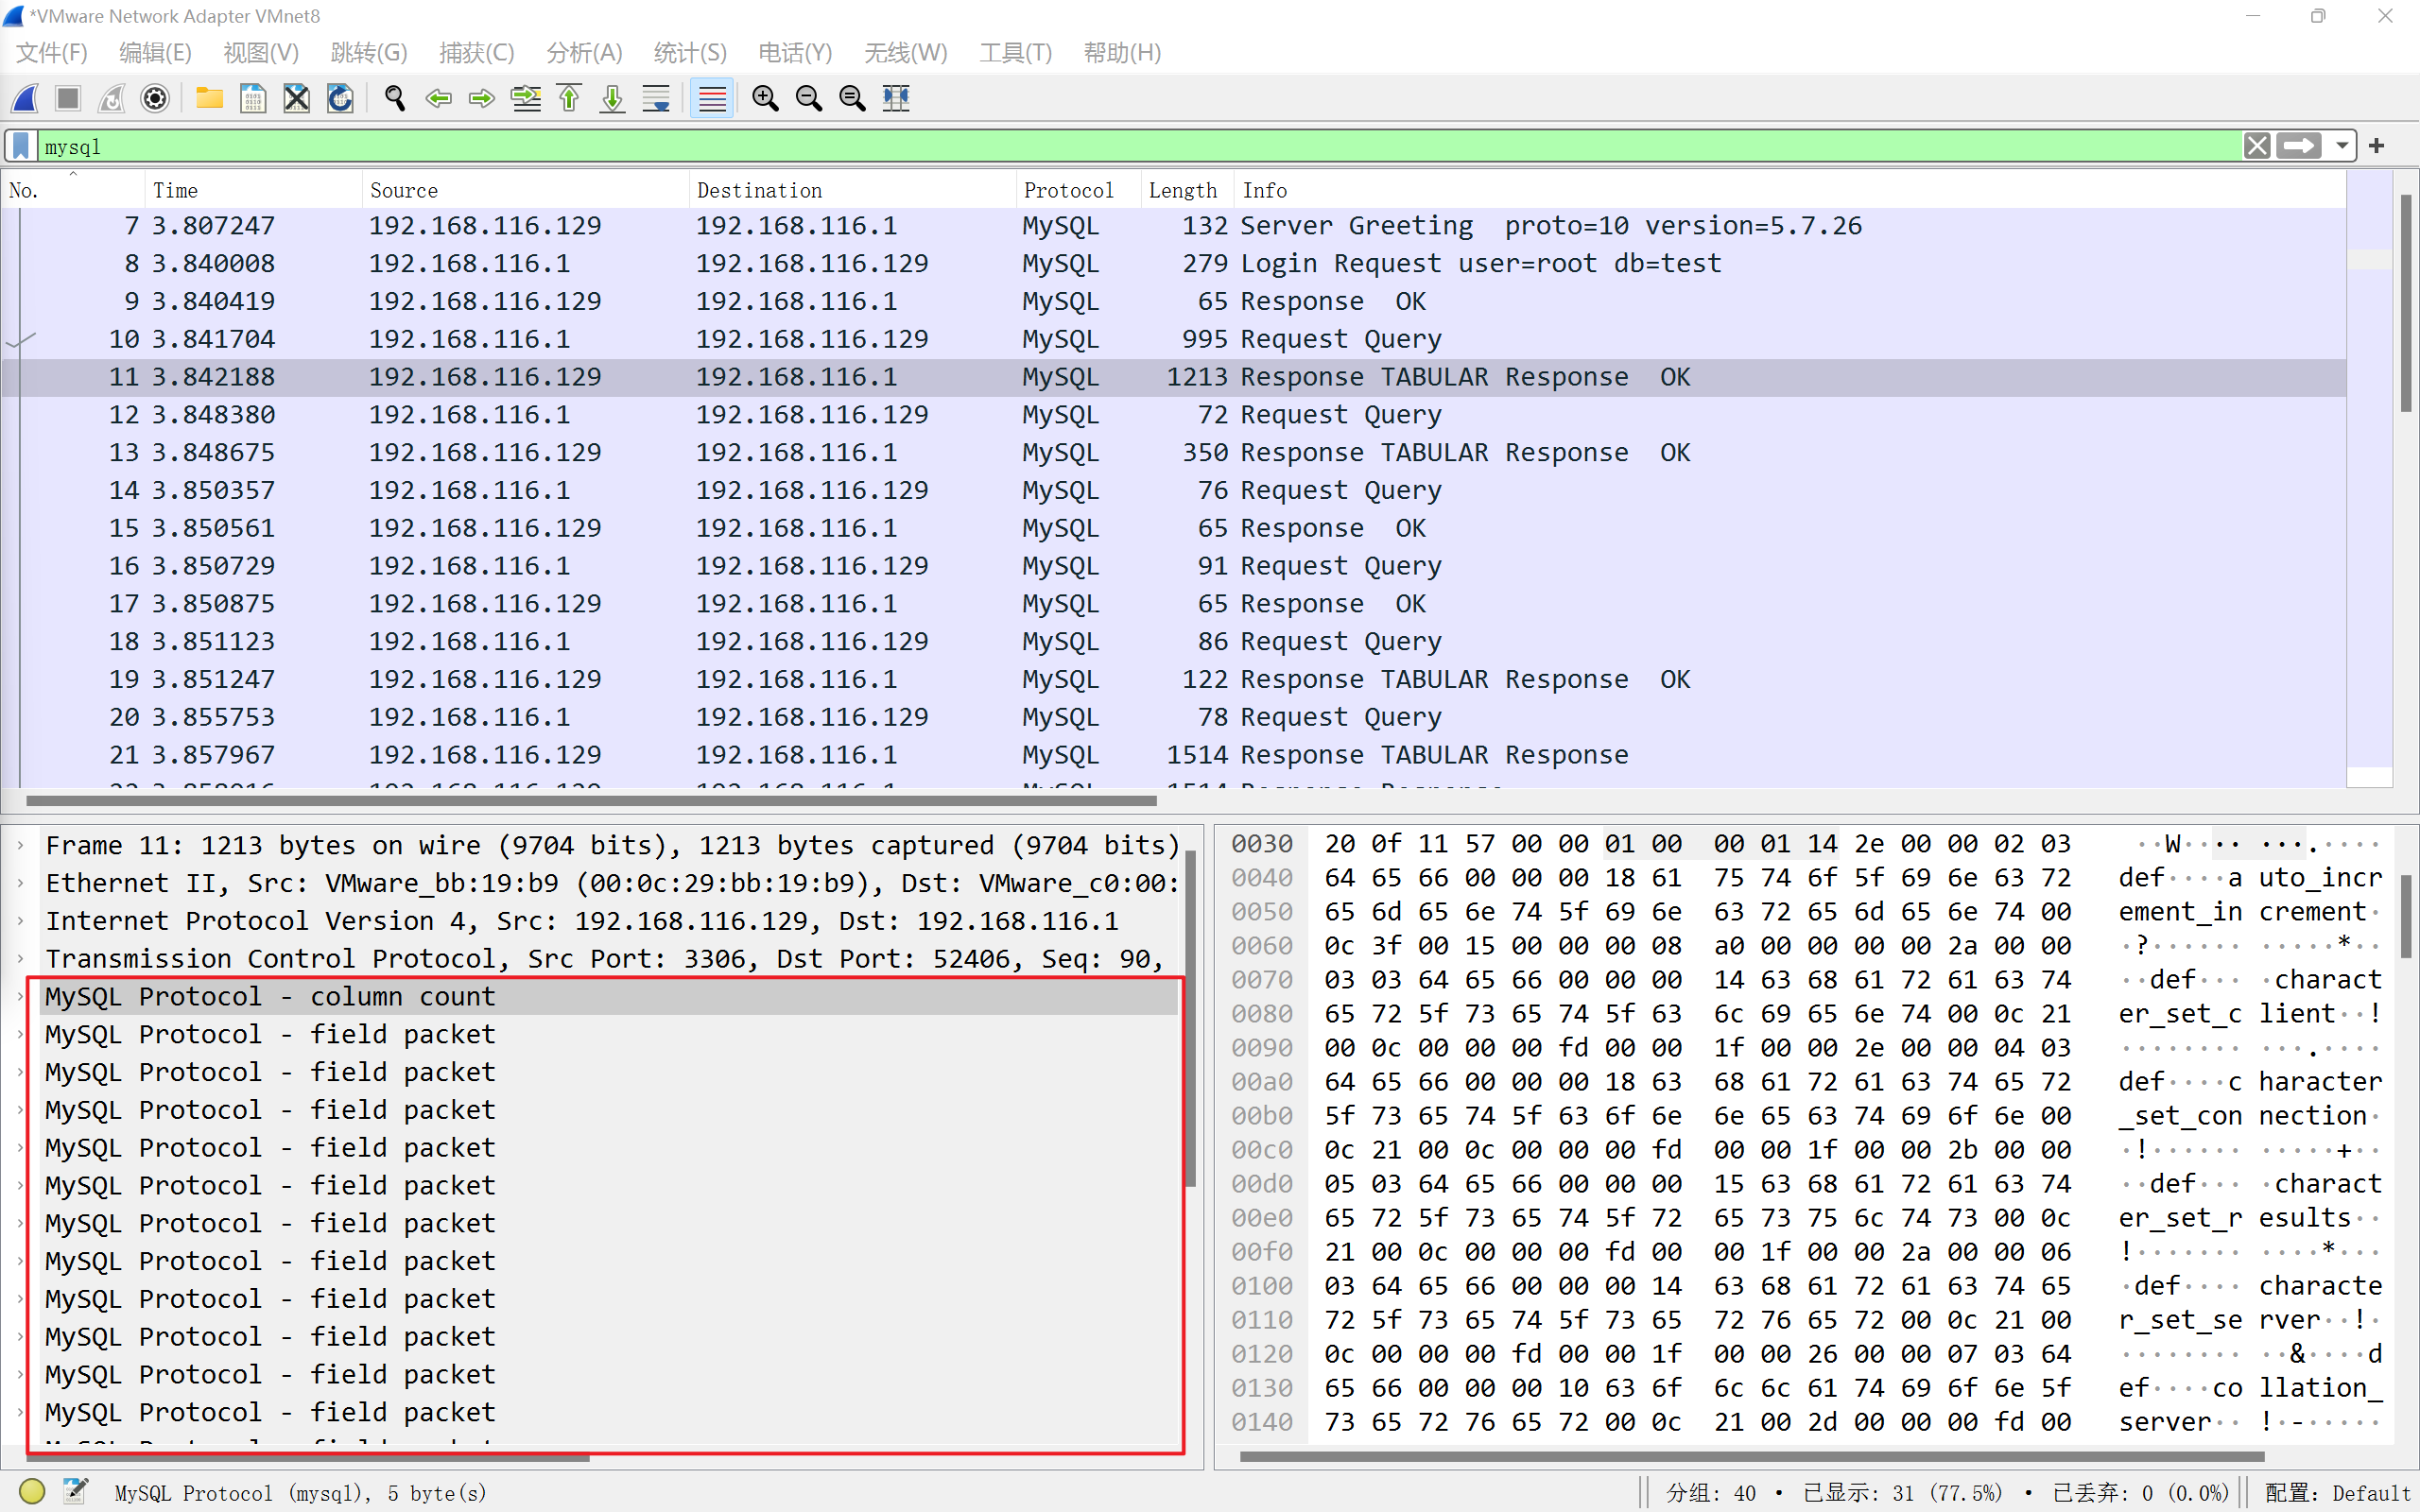 *VMware Network Adapter VMnet8
文件(F) 编辑(E) 视图(V) 跳转(G) 捕获(C) 分析(A) 统计(S) 电话(Y) 无线(W) 工具(T) 帮助(H)
mysql
No. Time Source Destination Protocol Length Info
7 3.807247 192.168.116.129 192.168.116.1 MySQL 132 Server Greeting proto=10 version=5.7.26
8 3.840008 192.168.116.1 192.168.116.129 MySQL 279 Login Request user=root db=test
9 3.840419 192.168.116.129 192.168.116.1 MySQL 65 Response OK
10 3.841704 192.168.116.1 192.168.116.129 MySQL 995 Request Query
11 3.842188 192.168.116.129 192.168.116.1 MySQL 1213 Response TABULAR Response OK
12 3.848380 192.168.116.1 192.168.116.129 MySQL 72 Request Query
13 3.848675 192.168.116.129 192.168.116.1 MySQL 350 Response TABULAR Response OK
14 3.850357 192.168.116.1 192.168.116.129 MySQL 76 Request Query
15 3.850561 192.168.116.129 192.168.116.1 MySQL 65 Response OK
16 3.850729 192.168.116.1 192.168.116.129 MySQL 91 Request Query
17 3.850875 192.168.116.129 192.168.116.1 MySQL 65 Response OK
18 3.851123 192.168.116.1 192.168.116.129 MySQL 86 Request Query
19 3.851247 192.168.116.129 192.168.116.1 MySQL 122 Response TABULAR Response OK
20 3.855753 192.168.116.1 192.168.116.129 MySQL 78 Request Query
21 3.857967 192.168.116.129 192.168.116.1 MySQL 1514 Response TABULAR Response
Frame 11: 1213 bytes on wire (9704 bits), 1213 bytes captured (9704 bits)
Ethernet II, Src: VMware_bb:19:b9 (00:0c:29:bb:19:b9), Dst: VMware_c0:00:
Internet Protocol Version 4, Src: 192.168.116.129, Dst: 192.168.116.1
Transmission Control Protocol, Src Port: 3306, Dst Port: 52406, Seq: 90,
MySQL Protocol - column count
MySQL Protocol - field packet
MySQL Protocol - field packet
MySQL Protocol - field packet
MySQL Protocol - field packet
MySQL Protocol - field packet
MySQL Protocol - field packet
MySQL Protocol - field packet
MySQL Protocol - field packet
MySQL Protocol - field packet
MySQL Protocol - field packet
MySQL Protocol - field packet
0030 20 0f 11 57 00 00 01 00 00 01 14 2e 00 00 02 03 ··W·· ·· ···.····
0040 64 65 66 00 00 00 18 61 75 74 6f 5f 69 6e 63 72 def····a uto_incr
0050 65 6d 65 6e 74 5f 69 6e 63 72 65 6d 65 6e 74 00 ement_in crement·
0060 0c 3f 00 15 00 00 00 08 a0 00 00 00 00 2a 00 00 ·?······ ·····*··
0070 03 03 64 65 66 00 00 00 14 63 68 61 72 61 63 74 ··def··· ·charact
0080 65 72 5f 73 65 74 5f 63 6c 69 65 6e 74 00 0c 21 er_set_c lient··!
0090 00 0c 00 00 00 fd 00 00 1f 00 00 2e 00 00 04 03 ········ ···.····
00a0 64 65 66 00 00 00 18 63 68 61 72 61 63 74 65 72 def····c haracter
00b0 5f 73 65 74 5f 63 6f 6e 6e 65 63 74 69 6f 6e 00 _set_con nection·
00c0 0c 21 00 0c 00 00 00 fd 00 00 1f 00 00 2b 00 00 ·!······ ·····+··
00d0 05 03 64 65 66 00 00 00 15 63 68 61 72 61 63 74 ··def··· ·charact
00e0 65 72 5f 73 65 74 5f 72 65 73 75 6c 74 73 00 0c er_set_r esults··
00f0 21 00 0c 00 00 00 fd 00 00 1f 00 00 2a 00 00 06 !······· ····*···
0100 03 64 65 66 00 00 00 14 63 68 61 72 61 63 74 65 ·def···· characte
0110 72 5f 73 65 74 5f 73 65 72 76 65 72 00 0c 21 00 r_set_se rver··!·
0120 0c 00 00 00 fd 00 00 1f 00 00 26 00 00 07 03 64 ········ ··&····d
0130 65 66 00 00 00 10 63 6f 6c 6c 61 74 69 6f 6e 5f ef····co llation_
0140 73 65 72 76 65 72 00 0c 21 00 2d 00 00 00 fd 00 server·· !·-·····
MySQL Protocol (mysql), 5 byte(s)
分组: 40 · 已显示: 31 (77.5%) · 已丢弃: 0 (0.0%) 配置: Default